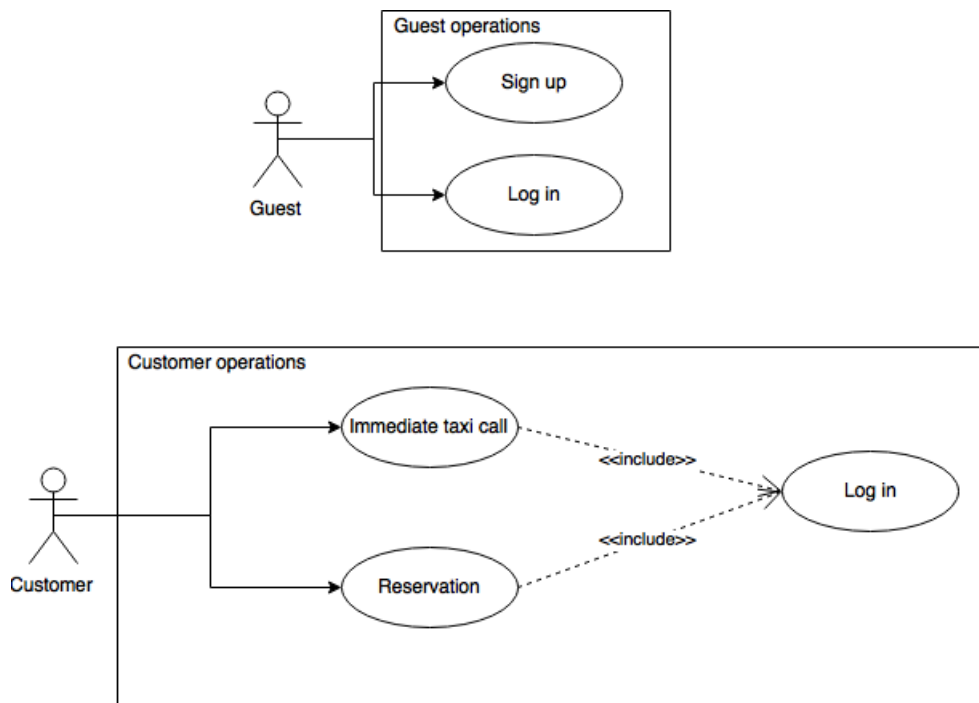 Guest operations
Sign up
Log in
Guest
Customer operations
Immediate taxi call
<<include>>
Log in
<<include>>
Reservation
Customer